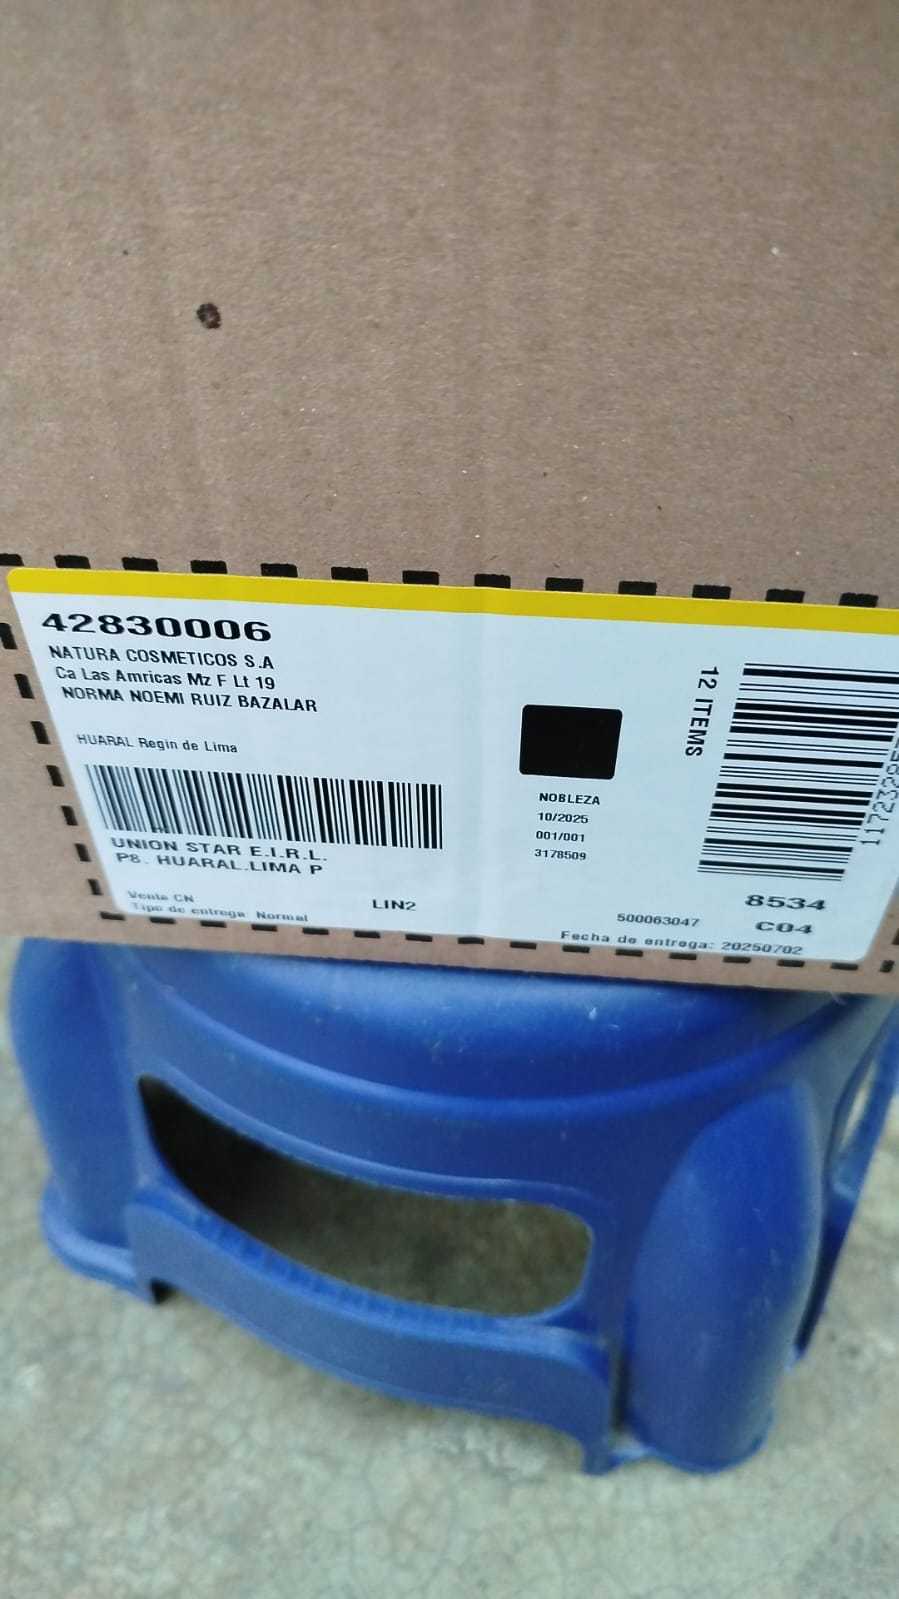 42830006
NATURA COSMETICOS S.A
Ca Las Amricas Mz F Lt 19
NORMA NOEMI RUIZ BAZALAR
HUARAL Regin de Lima
UNION STAR E.I.R.L.
P8. HUARAL.LIMA P
Venta CN
Tipo de entrega: Normal
LIN2
NOBLEZA
10/2025
001/001
3178509
12 ITEMS
8534
C04
500063047
Fecha de entrega: 20250702